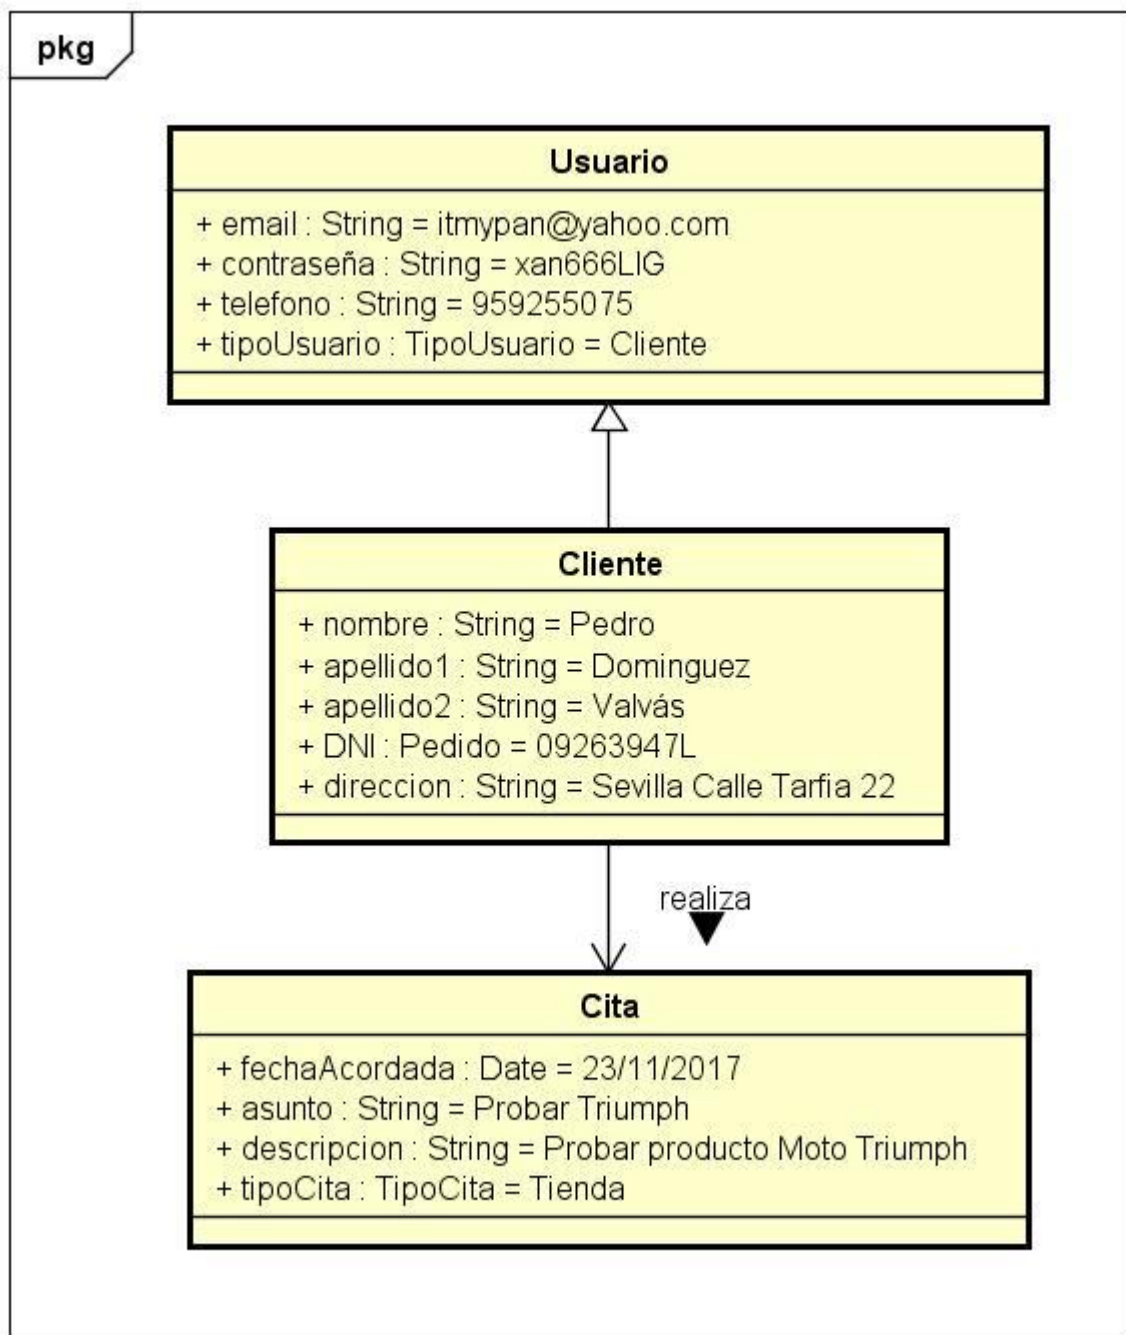 pkg
Usuario
+ email : String = itmypan@yahoo.com
+ contraseña : String = xan666LIG
+ telefono : String = 959255075
+ tipoUsuario : TipoUsuario = Cliente
Cliente
+ nombre : String = Pedro
+ apellido1 : String = Dominguez
+ apellido2 : String = Valvás
+ DNI : Pedido = 09263947L
+ direccion : String = Sevilla Calle Tarfia 22
realiza
Cita
+ fechaAcordada : Date = 23/11/2017
+ asunto : String = Probar Triumph
+ descripcion : String = Probar producto Moto Triumph
+ tipoCita : TipoCita = Tienda